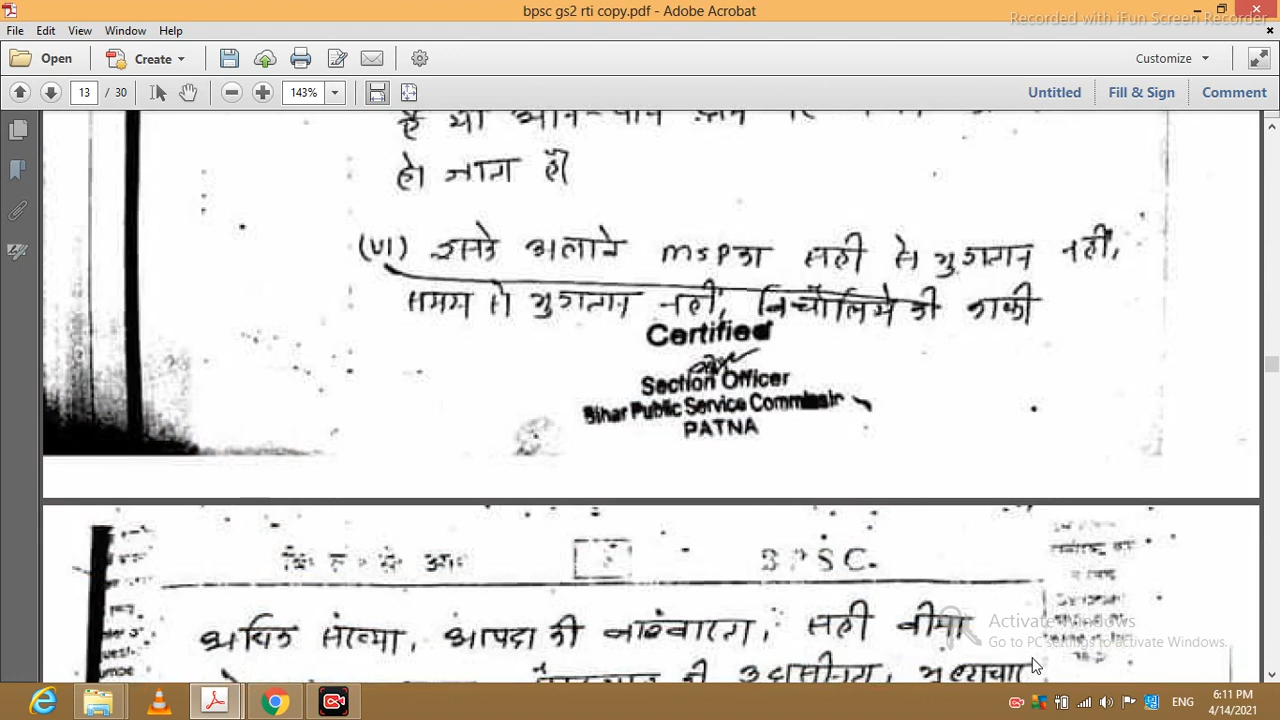 bpsc gs2 rti copy.pdf - Adobe Acrobat
Recorded with iFun Screen Recorder
File Edit View Window Help
Open Create Customize
13 / 30 143% Untitled Fill & Sign Comment
हो जाता है।
(VI) इसके अलावे MSP का सही से भुगतान नहीं,
समय से भुगतान नहीं, बिचौलिये की काफी
Certified
Section Officer
Bihar Public Service Commission
PATNA
BPSC.
अधिक संख्या, आपदा की बारंबारता, सही बीमा
की उदासीनता, भ्रष्टाचार
Activate Windows
Go to PC settings to activate Windows.
ENG 6:11 PM
4/14/2021